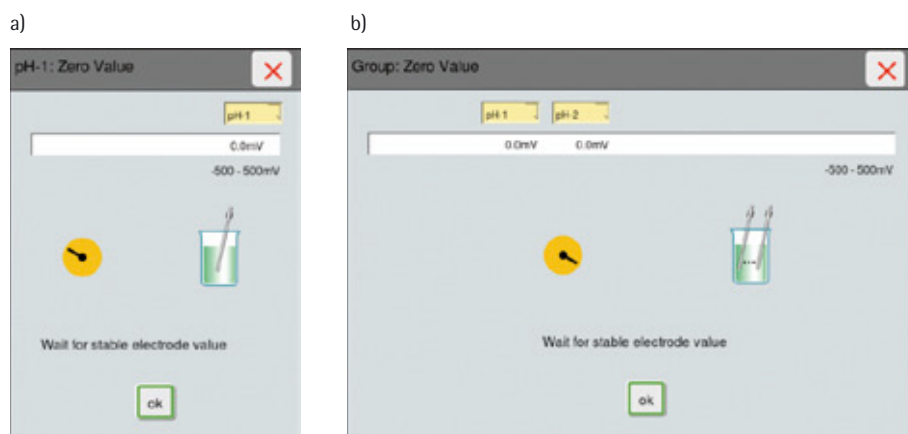 a)
b)
pH-1: Zero Value
pH-1
0.0mV
-500 - 500mV
Wait for stable electrode value
ok
Group: Zero Value
pH-1 pH-2
0.0mV 0.0mV
-500 - 500mV
Wait for stable electrode value
ok